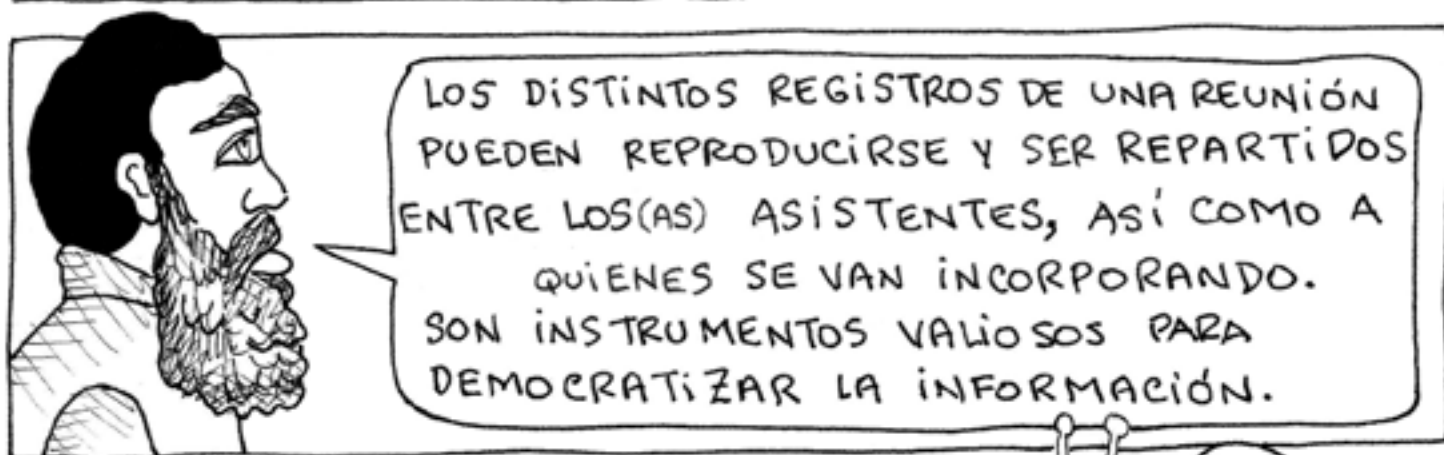 LOS DISTINTOS REGISTROS DE UNA REUNIÓN
PUEDEN REPRODUCIRSE Y SER REPARTIDOS
ENTRE LOS(AS) ASISTENTES, ASÍ COMO A
QUIENES SE VAN INCORPORANDO.
SON INSTRUMENTOS VALIOSOS PARA
DEMOCRATIZAR LA INFORMACIÓN.